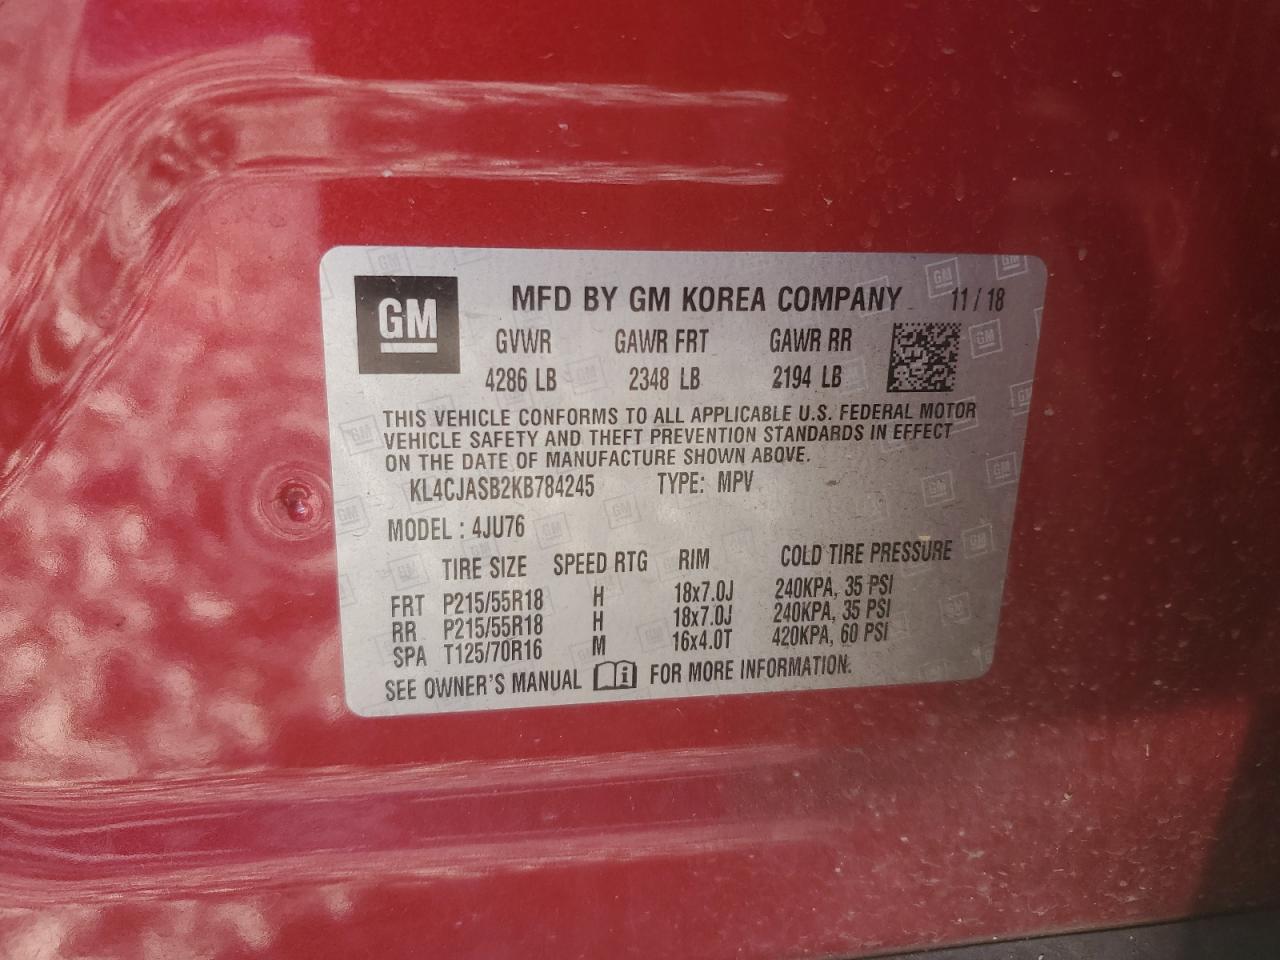 GM
MFD BY GM KOREA COMPANY 11 / 18
GVWR GAWR FRT GAWR RR
4286 LB 2348 LB 2194 LB
THIS VEHICLE CONFORMS TO ALL APPLICABLE U.S. FEDERAL MOTOR
VEHICLE SAFETY AND THEFT PREVENTION STANDARDS IN EFFECT
ON THE DATE OF MANUFACTURE SHOWN ABOVE.
KL4CJASB2KB784245 TYPE: MPV
MODEL : 4JU76
TIRE SIZE SPEED RTG RIM COLD TIRE PRESSURE
FRT P215/55R18 H 18x7.0J 240KPA, 35 PSI
RR P215/55R18 H 18x7.0J 240KPA, 35 PSI
SPA T125/70R16 M 16x4.0T 420KPA, 60 PSI
SEE OWNER'S MANUAL i FOR MORE INFORMATION.